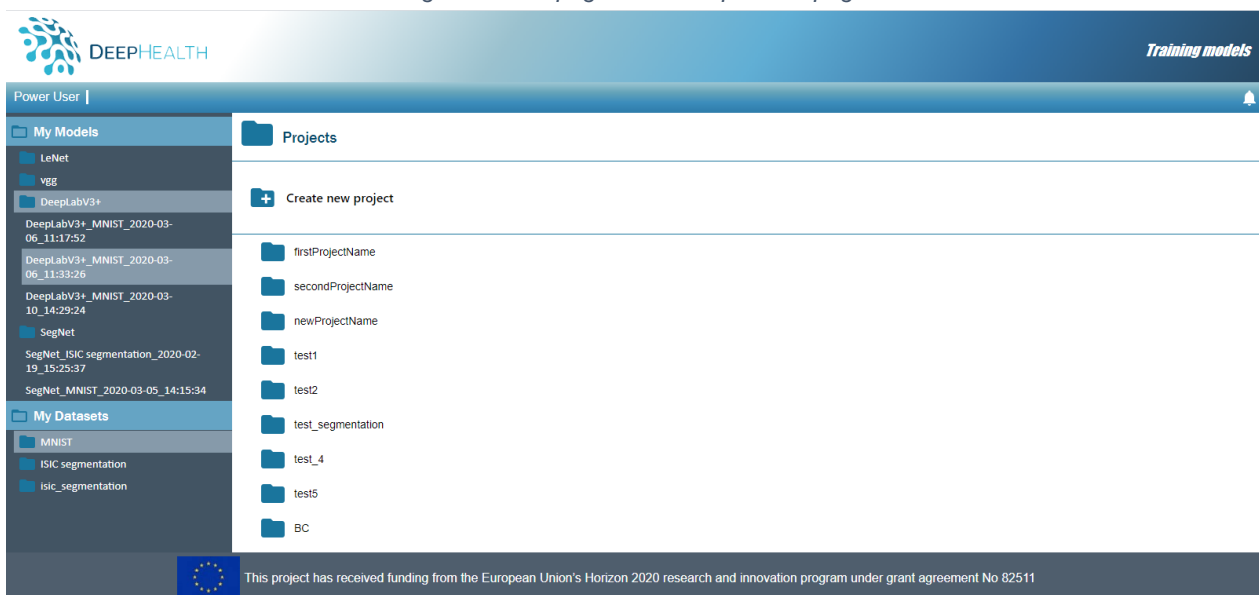 DEEPHEALTH
Training models
Power User
My Models
LeNet
vgg
DeepLabV3+
DeepLabV3+_MNIST_2020-03-
06_11:17:52
DeepLabV3+_MNIST_2020-03-
06_11:33:26
DeepLabV3+_MNIST_2020-03-
10_14:29:24
SegNet
SegNet_ISIC segmentation_2020-02-
19_15:25:37
SegNet_MNIST_2020-03-05_14:15:34
My Datasets
MNIST
ISIC segmentation
isic_segmentation
Projects
Create new project
firstProjectName
secondProjectName
newProjectName
test1
test2
test_segmentation
test_4
test5
BC
This project has received funding from the European Union's Horizon 2020 research and innovation program under grant agreement No 82511